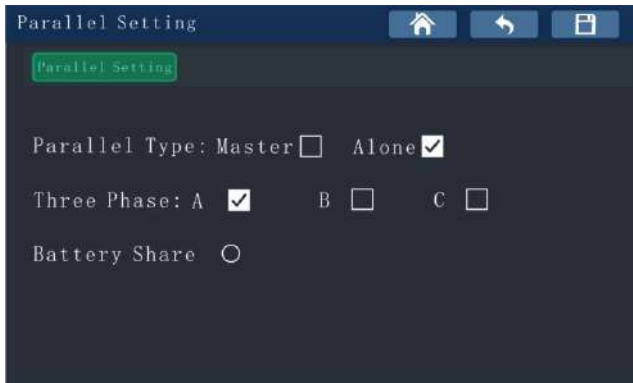 Parallel Setting
Parallel Setting
Parallel Type: Master Alone
Three Phase: A B C
Battery Share